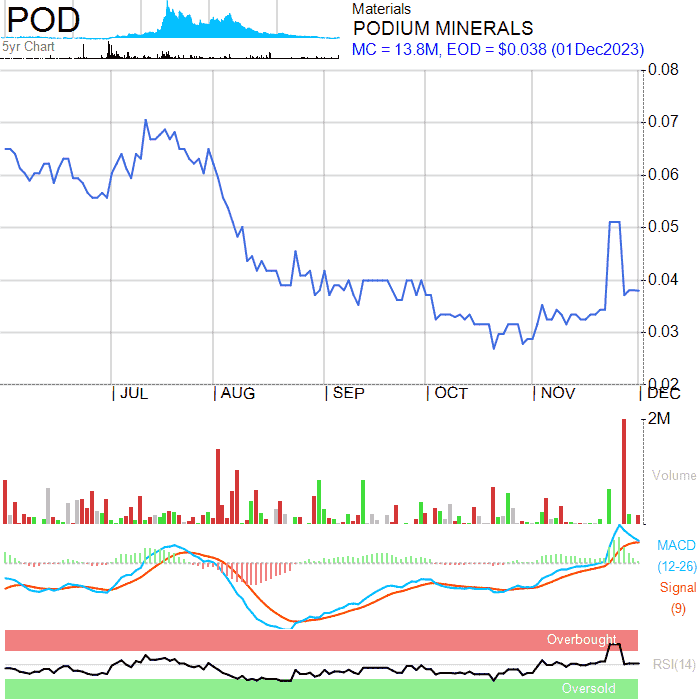 POD
5yr Chart
Materials
PODIUM MINERALS
MC = 13.8M, EOD = $0.038 (01Dec2023)
0.08
0.07
0.06
0.05
0.04
0.03
0.02
JUL AUG SEP OCT NOV DEC
2M
Volume
MACD
(12-26)
Signal
(9)
Overbought
RSI(14)
Oversold